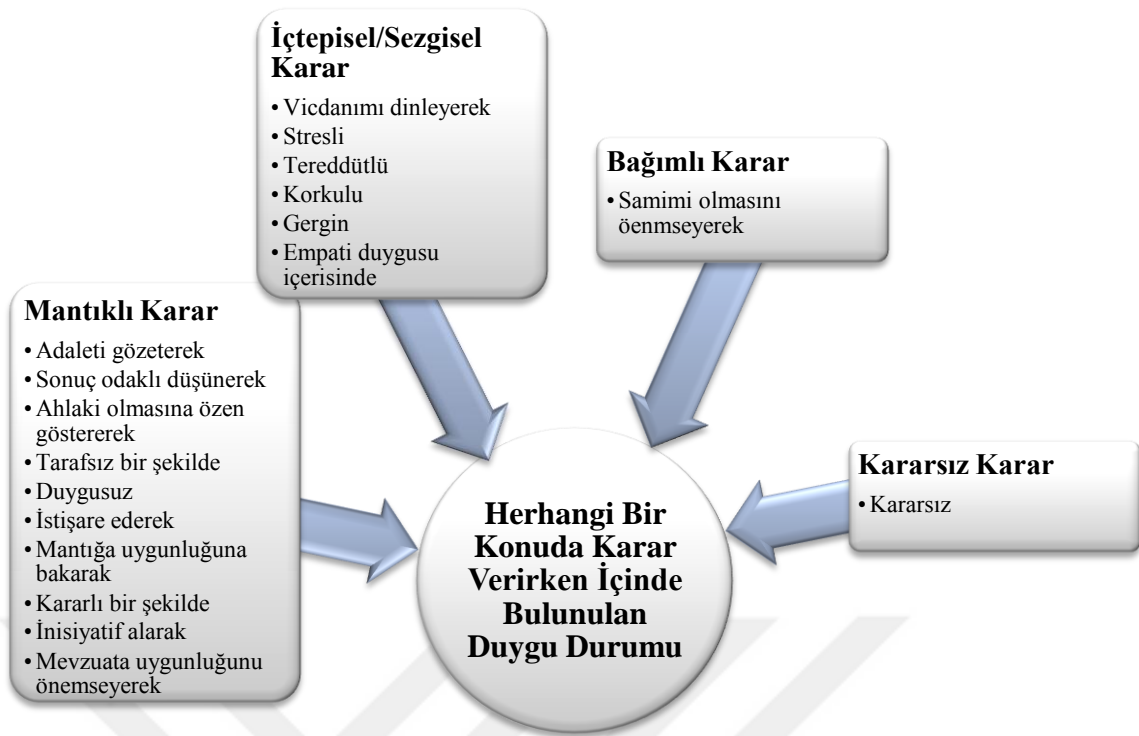 İçtepisel/Sezgisel
Karar
• Vicdanımı dinleyerek
• Stresli
• Tereddütlü
• Korkulu
• Gergin
• Empati duygusu
içerisinde
Bağımlı Karar
• Samimi olmasını
öenmseyerek
Mantıklı Karar
• Adaleti gözeterek
• Sonuç odaklı düşünerek
• Ahlaki olmasına özen
göstererek
• Tarafsız bir şekilde
• Duygusuz
• İstişare ederek
• Mantığa uygunluğuna
bakarak
• Kararlı bir şekilde
• İnisiyatif alarak
• Mevzuata uygunluğunu
önemseyerek
Kararsız Karar
• Kararsız
Herhangi Bir
Konuda Karar
Verirken İçinde
Bulunulan
Duygu Durumu